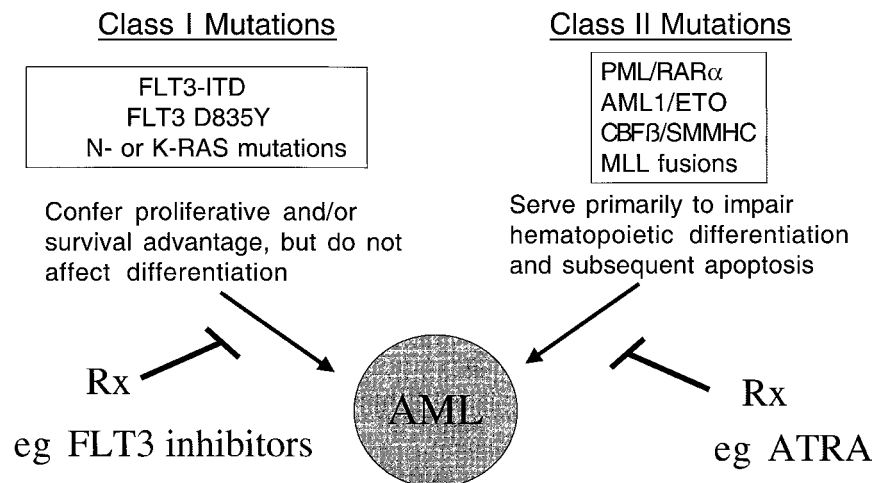 Class I Mutations
FLT3-ITD
FLT3 D835Y
N- or K-RAS mutations
Confer proliferative and/or
survival advantage, but do not
affect differentiation
Class II Mutations
PML/RARα
AML1/ETO
CBFß/SMMHC
MLL fusions
Serve primarily to impair
hematopoietic differentiation
and subsequent apoptosis
Rx
eg FLT3 inhibitors
AML
Rx
eg ATRA